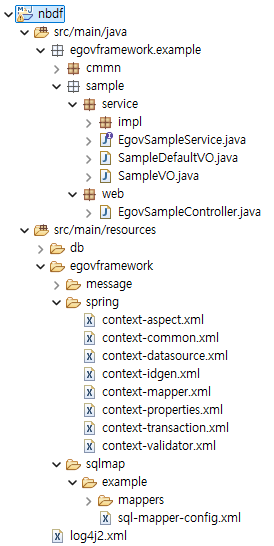 nbdf
src/main/java
egovframework.example
cmmn
sample
service
impl
EgovSampleService.java
SampleDefaultVO.java
SampleVO.java
web
EgovSampleController.java
src/main/resources
db
egovframework
message
spring
context-aspect.xml
context-common.xml
context-datasource.xml
context-idgen.xml
context-mapper.xml
context-properties.xml
context-transaction.xml
context-validator.xml
sqlmap
example
mappers
sql-mapper-config.xml
log4j2.xml